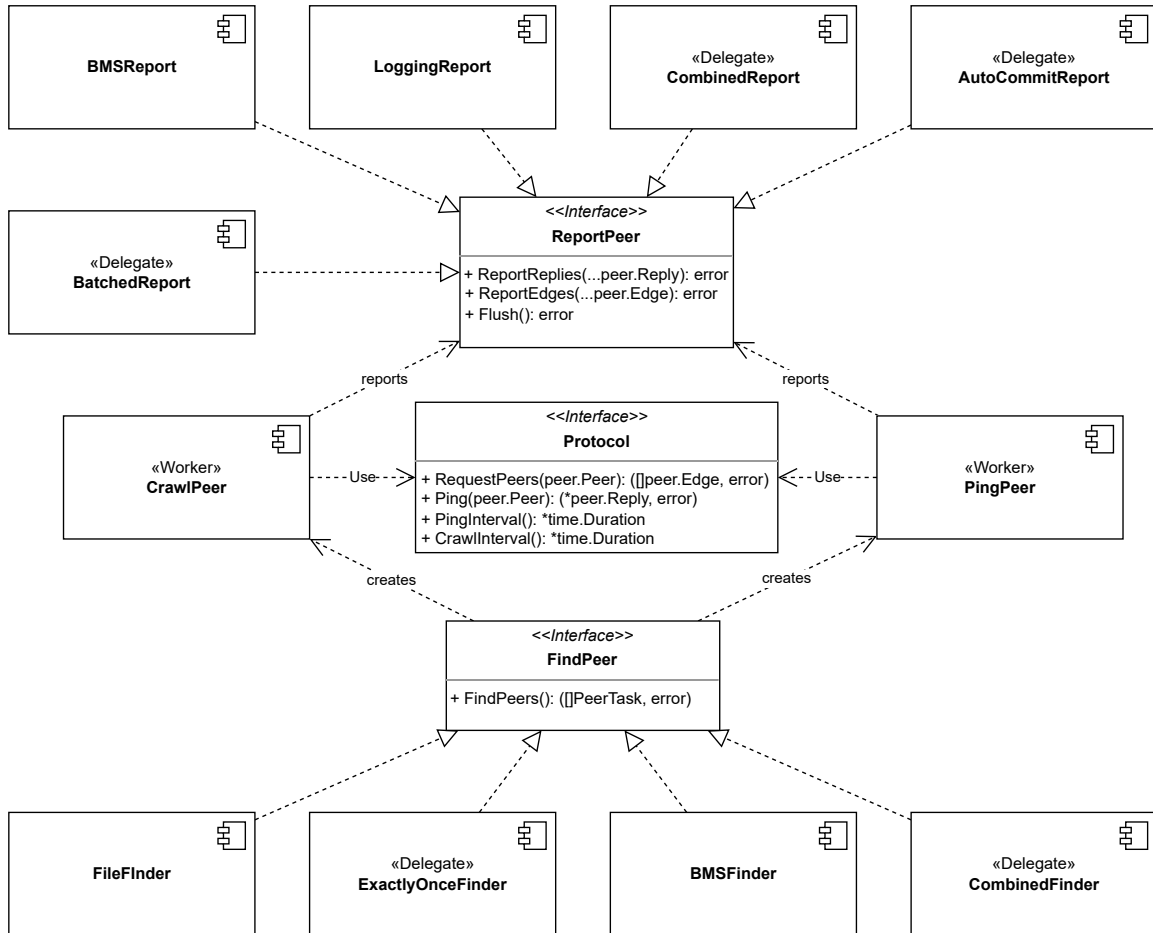 BMSReport
LoggingReport
«Delegate»
CombinedReport
«Delegate»
AutoCommitReport
«Delegate»
BatchedReport
<<Interface>>
ReportPeer
+ ReportReplies(...peer.Reply): error
+ ReportEdges(...peer.Edge): error
+ Flush(): error
reports
reports
«Worker»
CrawlPeer
Use
<<Interface>>
Protocol
+ RequestPeers(peer.Peer): ([]peer.Edge, error)
+ Ping(peer.Peer): (*peer.Reply, error)
+ PingInterval(): *time.Duration
+ CrawlInterval(): *time.Duration
Use
«Worker»
PingPeer
creates
creates
<<Interface>>
FindPeer
+ FindPeers(): ([]PeerTask, error)
FileFInder
«Delegate»
ExactlyOnceFinder
BMSFinder
«Delegate»
CombinedFinder